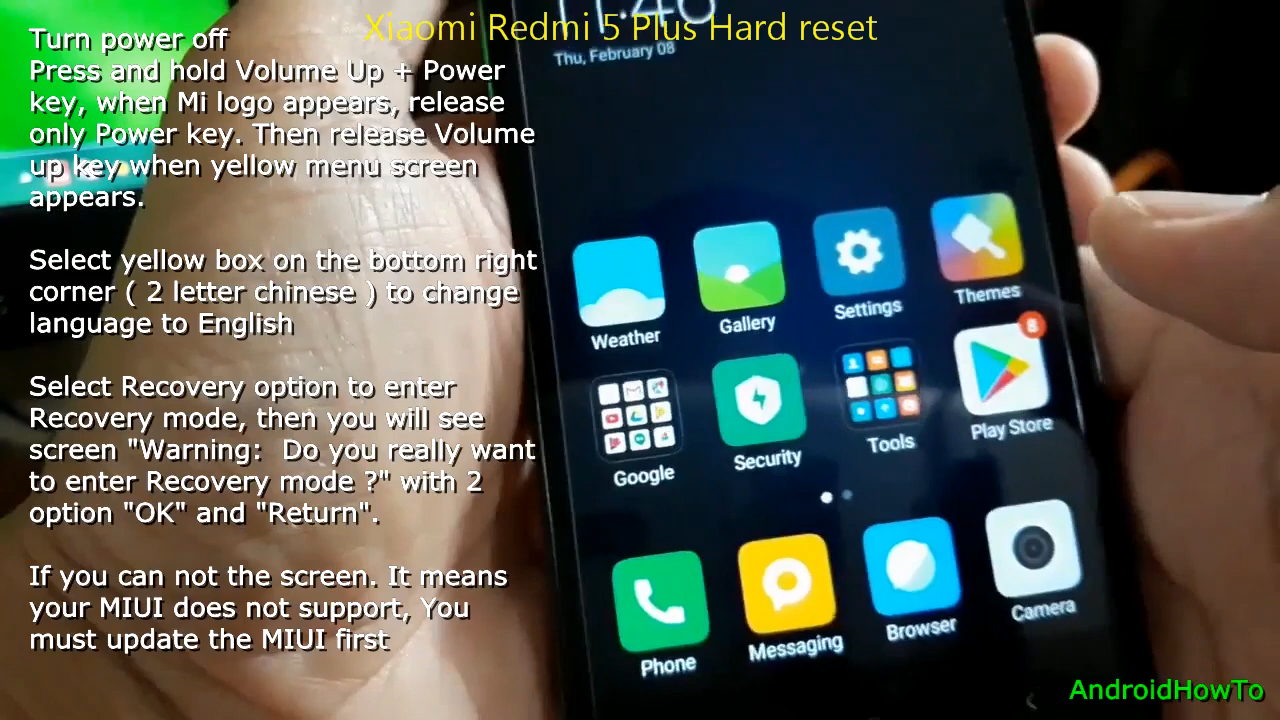 Xiaomi Redmi 5 Plus Hard reset
Turn power off
Press and hold Volume Up + Power
key, when Mi logo appears, release
only Power key. Then release Volume
up key when yellow menu screen
appears.
Select yellow box on the bottom right
corner ( 2 letter chinese ) to change
language to English
Select Recovery option to enter
Recovery mode, then you will see
screen "Warning:  Do you really want
to enter Recovery mode ?" with 2
option "OK" and "Return".
If you can not the screen. It means
your MIUI does not support, You
must update the MIUI first
11:46
Thu, February 08
Weather Gallery Settings Themes
8
Google Security Tools Play Store
Phone Messaging Browser Camera
AndroidHowTo